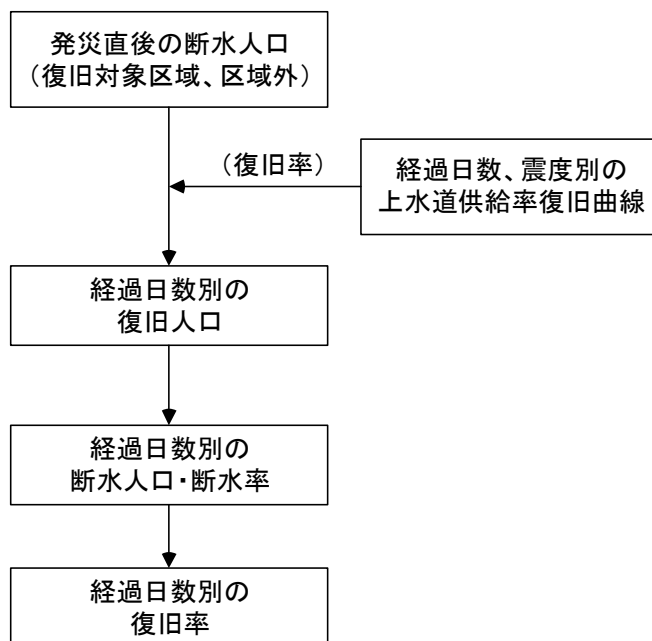 発災直後の断水人口
（復旧対象区域、区域外）
（復旧率）
経過日数、震度別の
上水道供給率復旧曲線
経過日数別の
復旧人口
経過日数別の
断水人口・断水率
経過日数別の
復旧率